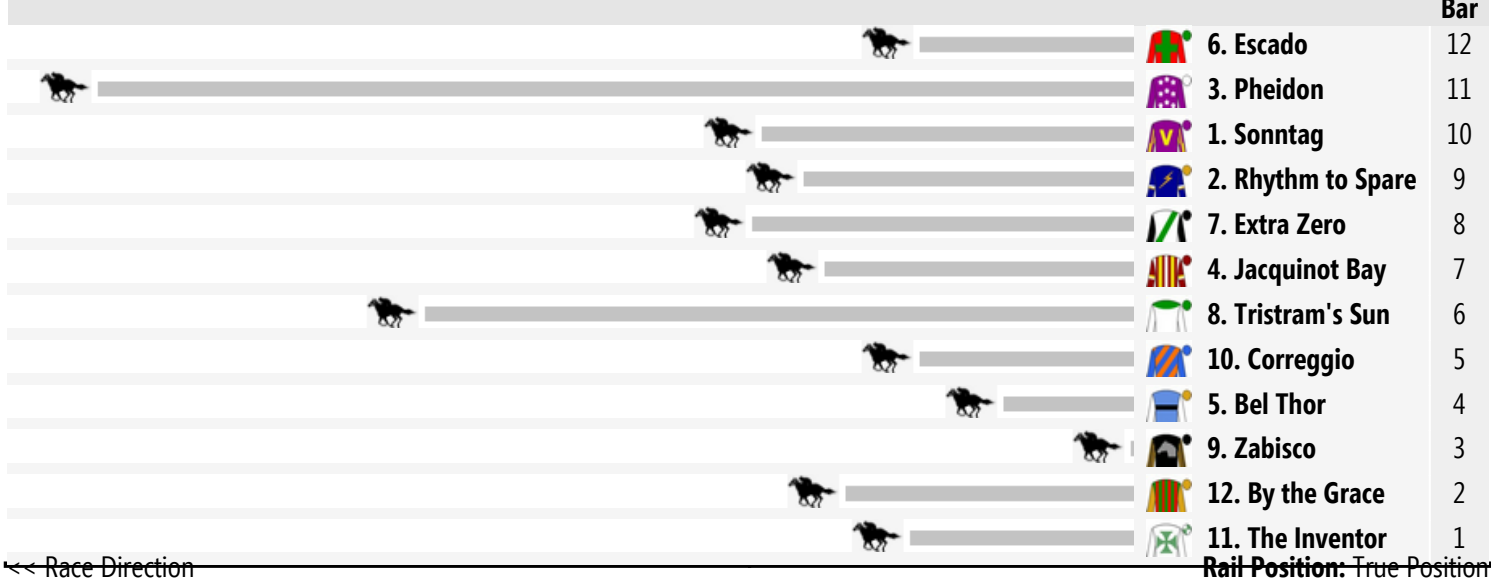 Bar
6. Escado 12
3. Pheidon 11
1. Sonntag 10
V
2. Rhythm to Spare 9
7. Extra Zero 8
4. Jacquinot Bay 7
8. Tristram's Sun 6
10. Correggio 5
5. Bel Thor 4
9. Zabisco 3
12. By the Grace 2
11. The Inventor 1
<< Race Direction Rail Position: True Position